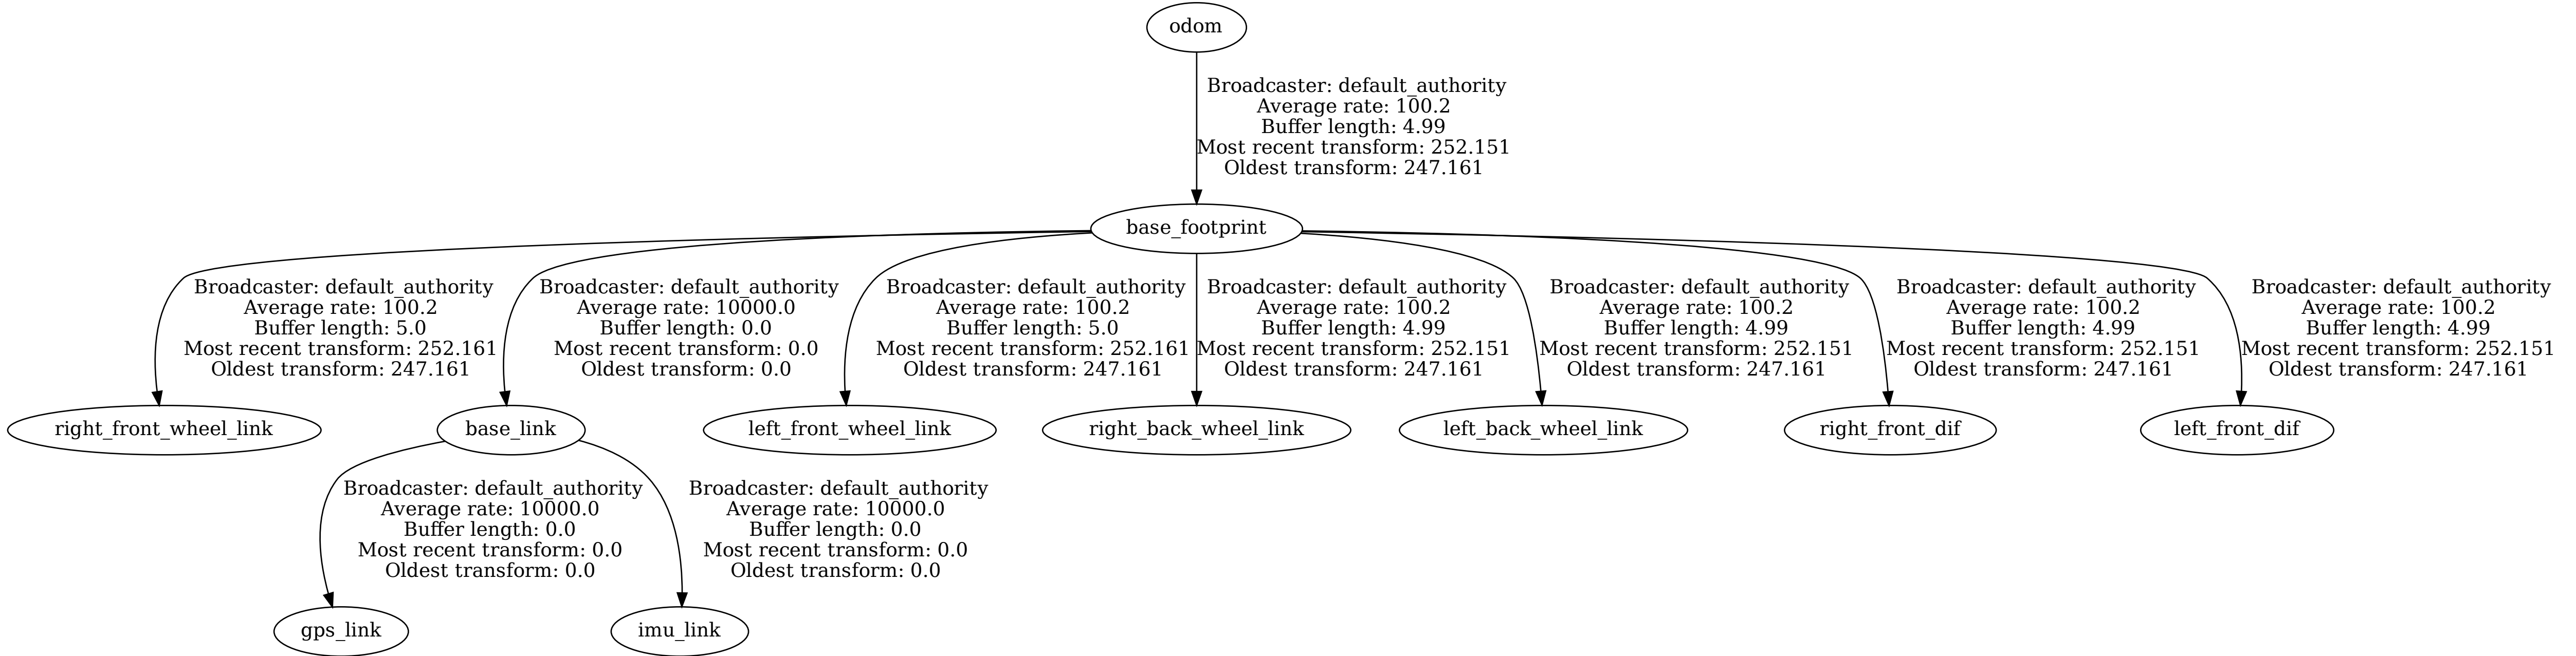 odom
Broadcaster: default_authority
Average rate: 100.2
Buffer length: 4.99
Most recent transform: 252.151
Oldest transform: 247.161
base_footprint
Broadcaster: default_authority
Average rate: 100.2
Buffer length: 5.0
Most recent transform: 252.161
Oldest transform: 247.161
Broadcaster: default_authority
Average rate: 10000.0
Buffer length: 0.0
Most recent transform: 0.0
Oldest transform: 0.0
Broadcaster: default_authority
Average rate: 100.2
Buffer length: 5.0
Most recent transform: 252.161
Oldest transform: 247.161
Broadcaster: default_authority
Average rate: 100.2
Buffer length: 4.99
Most recent transform: 252.151
Oldest transform: 247.161
Broadcaster: default_authority
Average rate: 100.2
Buffer length: 4.99
Most recent transform: 252.151
Oldest transform: 247.161
Broadcaster: default_authority
Average rate: 100.2
Buffer length: 4.99
Most recent transform: 252.151
Oldest transform: 247.161
Broadcaster: default_authority
Average rate: 100.2
Buffer length: 4.99
Most recent transform: 252.151
Oldest transform: 247.161
right_front_wheel_link
base_link
left_front_wheel_link
right_back_wheel_link
left_back_wheel_link
right_front_dif
left_front_dif
Broadcaster: default_authority
Average rate: 10000.0
Buffer length: 0.0
Most recent transform: 0.0
Oldest transform: 0.0
Broadcaster: default_authority
Average rate: 10000.0
Buffer length: 0.0
Most recent transform: 0.0
Oldest transform: 0.0
gps_link
imu_link